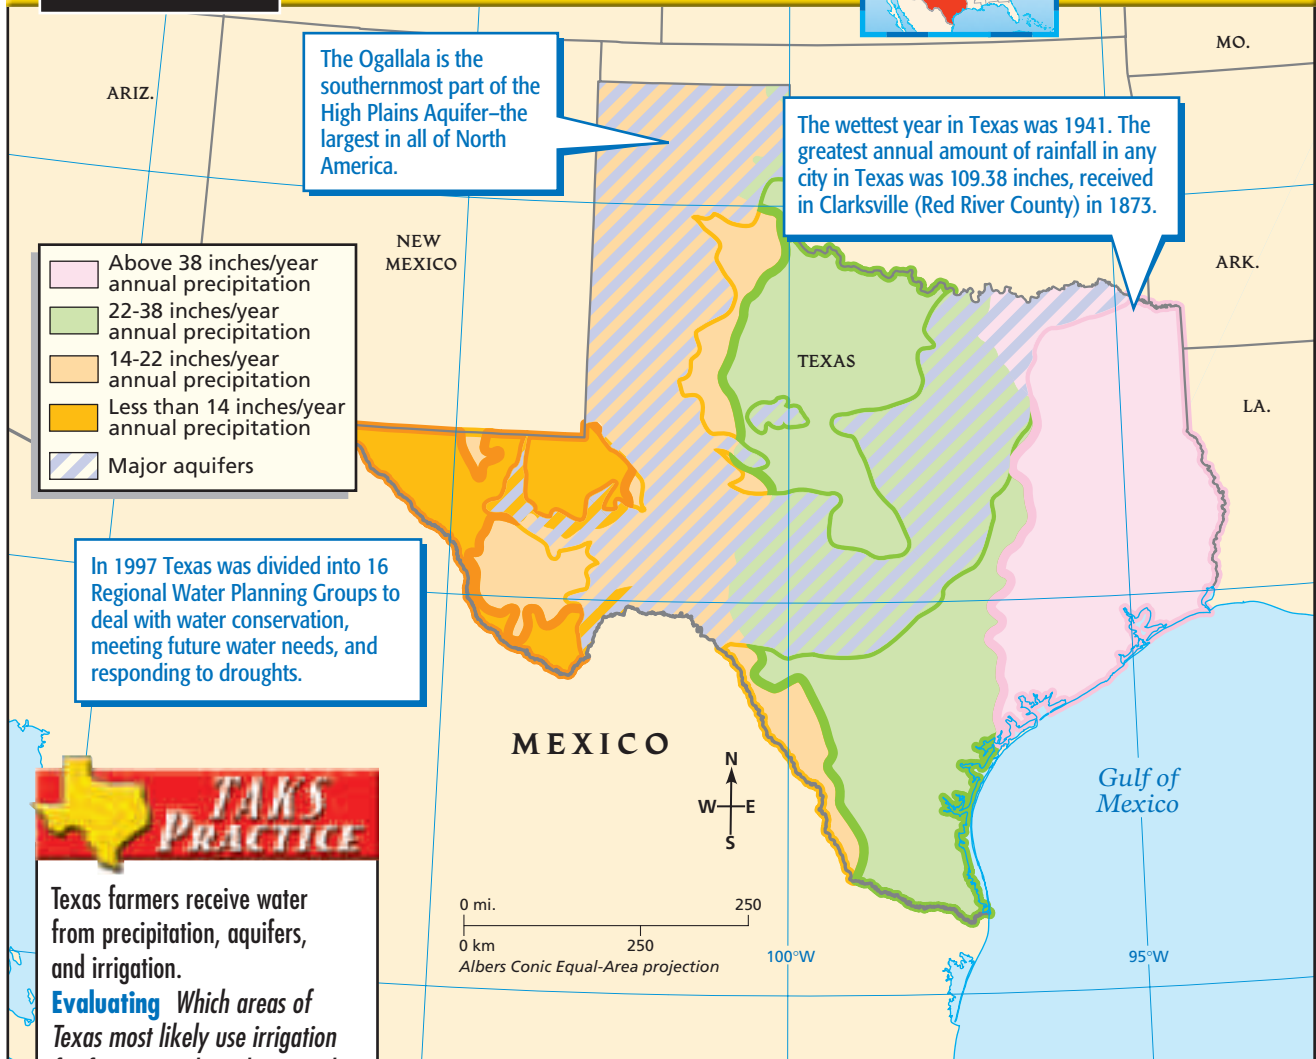 MO.
ARIZ.
The Ogallala is the
southernmost part of the
High Plains Aquifer–the
largest in all of North
America.
The wettest year in Texas was 1941. The
greatest annual amount of rainfall in any
city in Texas was 109.38 inches, received
in Clarksville (Red River County) in 1873.
NEW
MEXICO
ARK.
Above 38 inches/year
annual precipitation
22-38 inches/year
annual precipitation
14-22 inches/year
annual precipitation
Less than 14 inches/year
annual precipitation
Major aquifers
TEXAS
LA.
In 1997 Texas was divided into 16
Regional Water Planning Groups to
deal with water conservation,
meeting future water needs, and
responding to droughts.
MEXICO
N
W E
S
Gulf of
Mexico
TAKS
PRACTICE
Texas farmers receive water
from precipitation, aquifers,
and irrigation.
Evaluating Which areas of
Texas most likely use irrigation
0 mi. 250
0 km 250
Albers Conic Equal-Area projection
100°W
95°W